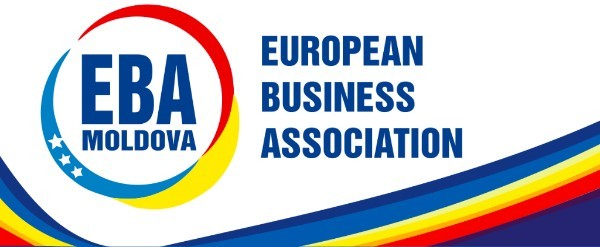 EBA
MOLDOVA
EUROPEAN
BUSINESS
ASSOCIATION